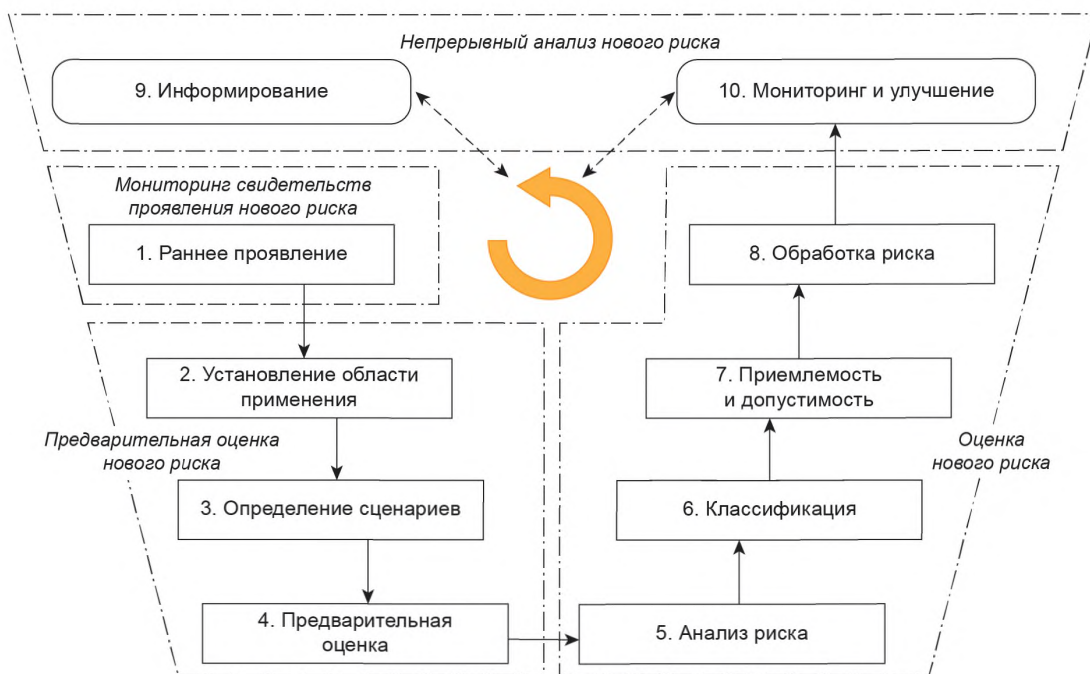 Непрерывный анализ нового риска
9. Информирование
10. Мониторинг и улучшение
Мониторинг свидетельств
проявления нового риска
1. Раннее проявление
8. Обработка риска
2. Установление области
применения
7. Приемлемость
и допустимость
Предварительная оценка
нового риска
Оценка
нового риска
3. Определение сценариев
6. Классификация
4. Предварительная
оценка
5. Анализ риска